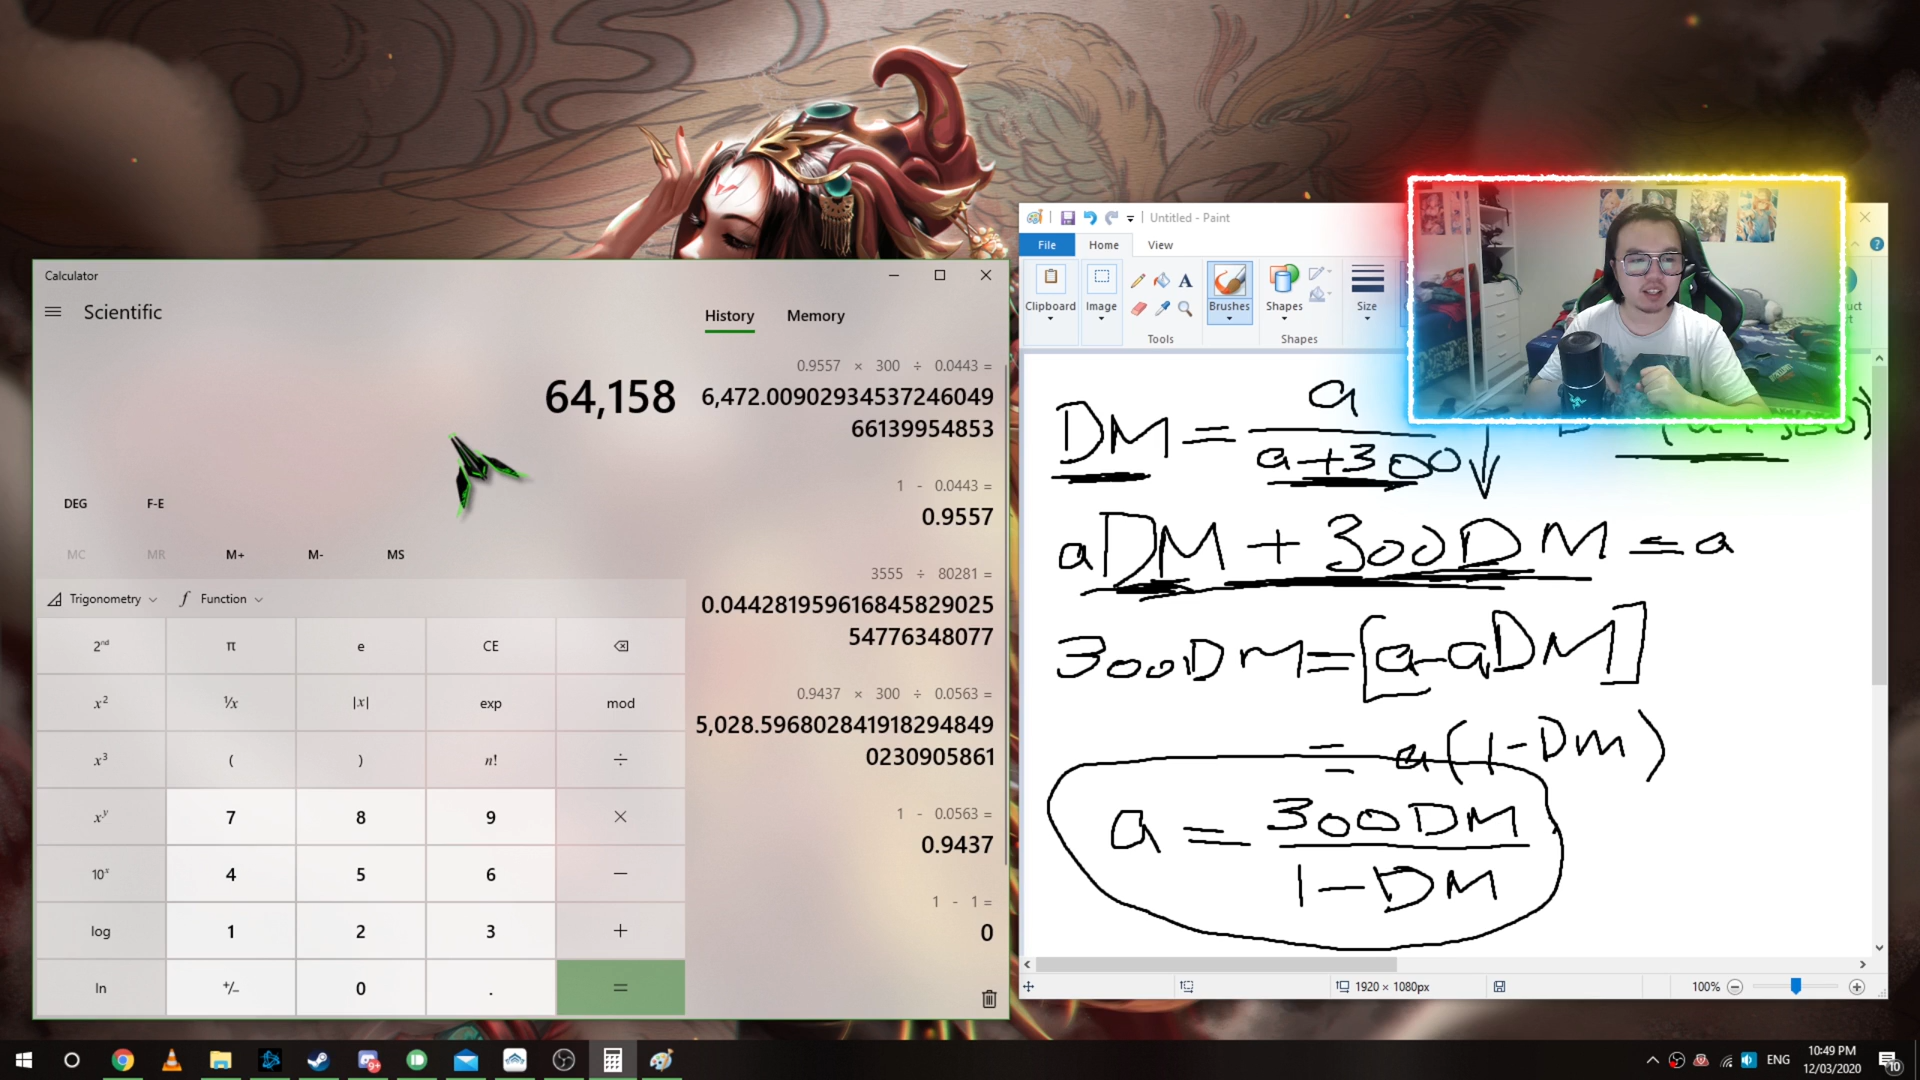 Calculator
Scientific
History
Memory
64,158
0.9557 × 300 ÷ 0.0443 =
6,472.00902934537246049
66139954853
1 - 0.0443 =
0.9557
3555 ÷ 80281 =
0.044281959616845829025
54776348077
0.9437 × 300 ÷ 0.0563 =
5,028.596802841918294849
0230905861
1 - 0.0563 =
0.9437
1 - 1 =
0
DEG F-E
MC MR M+ M- MS
Trigonometry Function
2ⁿᵈ π e CE
x² ¹⁄x |x| exp mod
x³ ( ) n! ÷
xʸ 7 8 9 ×
10ˣ 4 5 6 −
log 1 2 3 +
ln +/− 0 . =
Untitled - Paint
File Home View
Clipboard Image Brushes Shapes Size
Tools Shapes
DM = a
a+300
aDM + 300DM = a
300DM=[a-aDM]
= a(1-DM)
a = 300DM
1-DM
1920 × 1080px
100%
9+
ENG
10:49 PM
12/03/2020
10